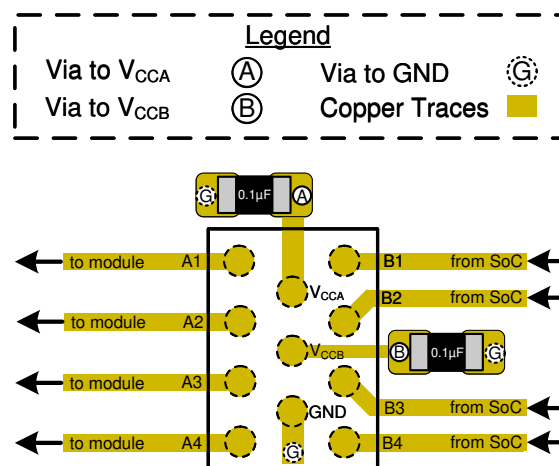 Legend
Via to VCCA A Via to GND G
Via to VCCB B Copper Traces
G 0.1µF A
to module A1 B1 from SoC
VCCA
B2 from SoC
to module A2
VCCB B 0.1µF G
to module A3
GND B3 from SoC
to module A4 B4 from SoC
G